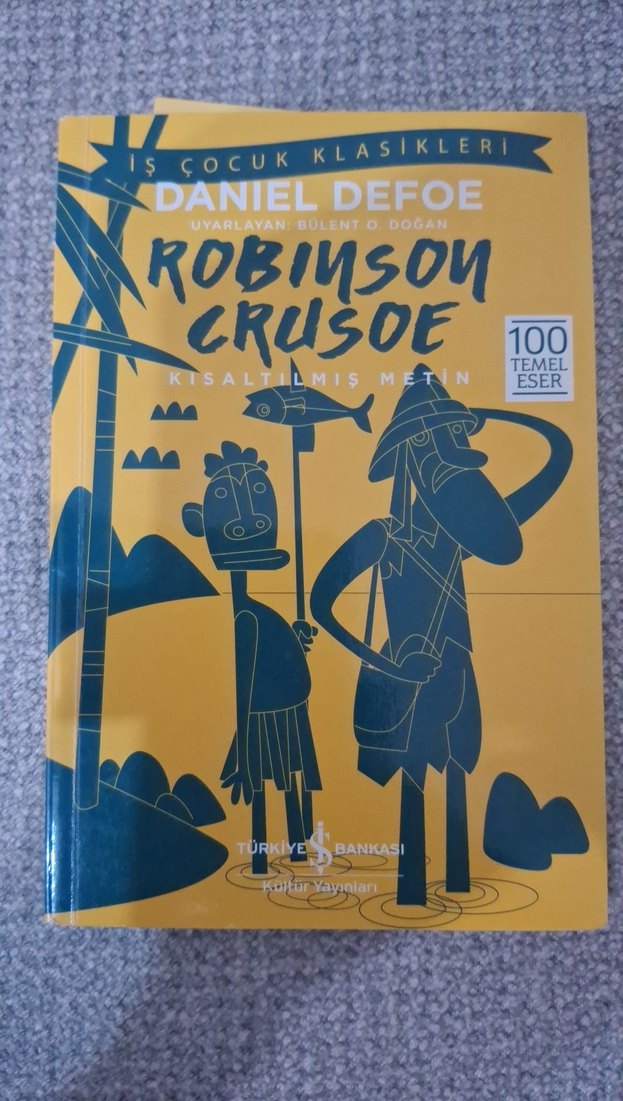 İŞ ÇOCUK KLASİKLERİ
DANIEL DEFOE
UYARLAYAN: BÜLENT O. DOĞAN
ROBINSON
CRUSOE
KISALTILMIŞ METİN
100
TEMEL
ESER
TÜRKİYE İŞ BANKASI
Kültür Yayınları